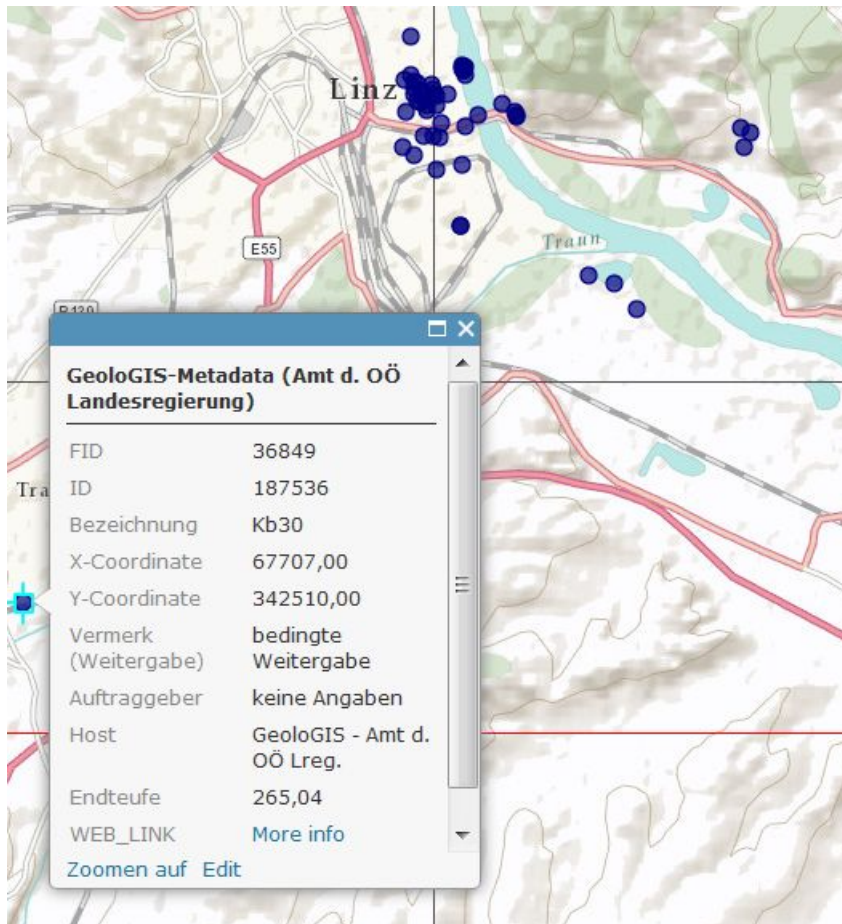 Linz
E55
Traun
B139
GeoloGIS-Metadata (Amt d. OÖ
Landesregierung)
FID 36849
ID 187536
Bezeichnung Kb30
X-Coordinate 67707,00
Y-Coordinate 342510,00
Vermerk bedingte
(Weitergabe) Weitergabe
Auftraggeber keine Angaben
Host GeoloGIS - Amt d.
OÖ Lreg.
Endteufe 265,04
WEB_LINK More info
Zoomen auf Edit
Tra